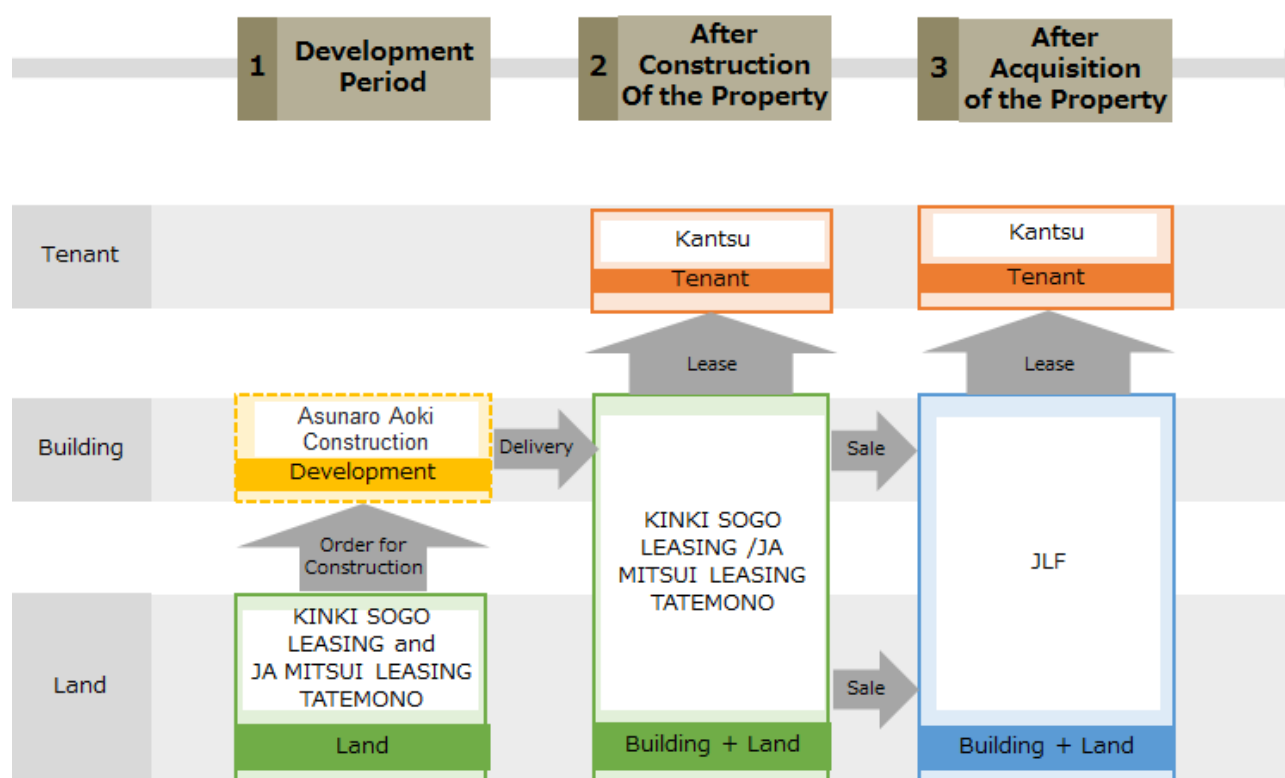 1
Development
Period
2
After
Construction
Of the Property
3
After
Acquisition
of the Property
Tenant
Kantsu
Tenant
Kantsu
Tenant
Lease
Lease
Building
Asunaro Aoki
Construction
Development
Delivery
Sale
Order for
Construction
KINKI SOGO
LEASING /JA
MITSUI LEASING
TATEMONO
JLF
Land
KINKI SOGO
LEASING and
JA MITSUI LEASING
TATEMONO
Sale
Land
Building + Land
Building + Land